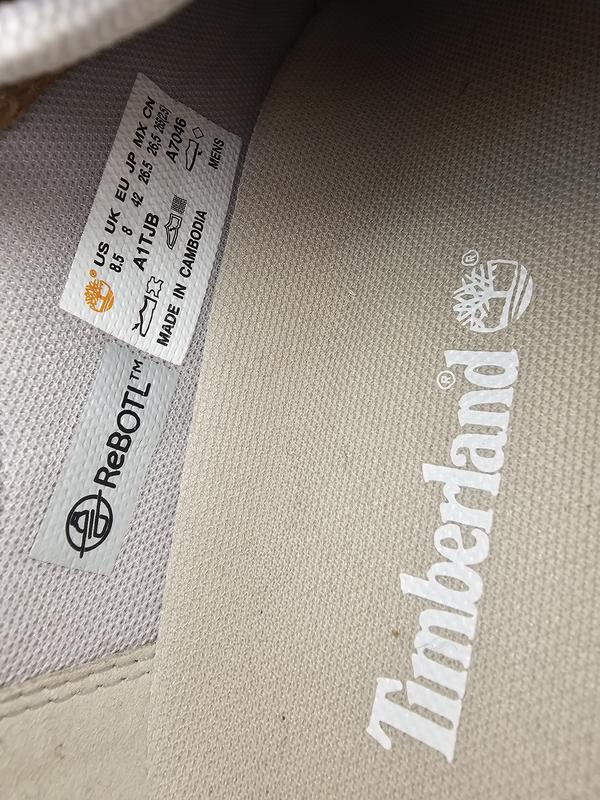 ® US UK EU JP MX CN
8.5 8 42 26.5 26,5 265(2.5)
A1TJB A7046
MADE IN CAMBODIA MENS
ReBOTL™
Timberland® ®